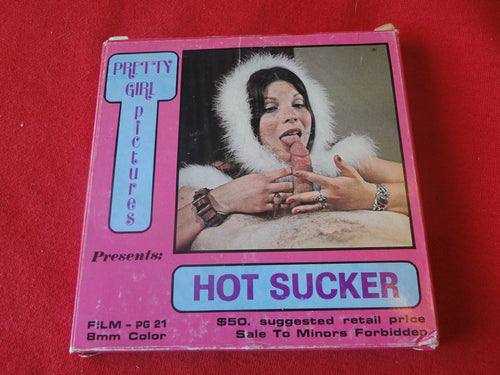 PRETTY
GIRL
pictures
Presents:
HOT SUCKER
FILM - PG 21
8mm Color
$50. suggested retail price
Sale To Minors Forbidden